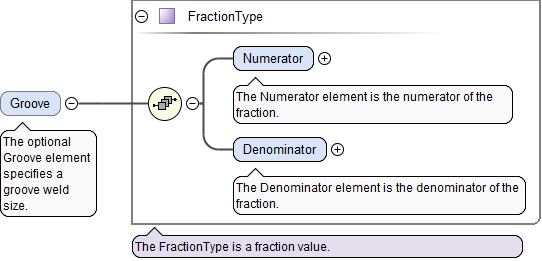 FractionType
Numerator
The Numerator element is the numerator of the
fraction.
Groove
The optional
Groove element
specifies a
groove weld
size.
Denominator
The Denominator element is the denominator of the
fraction.
The FractionType is a fraction value.